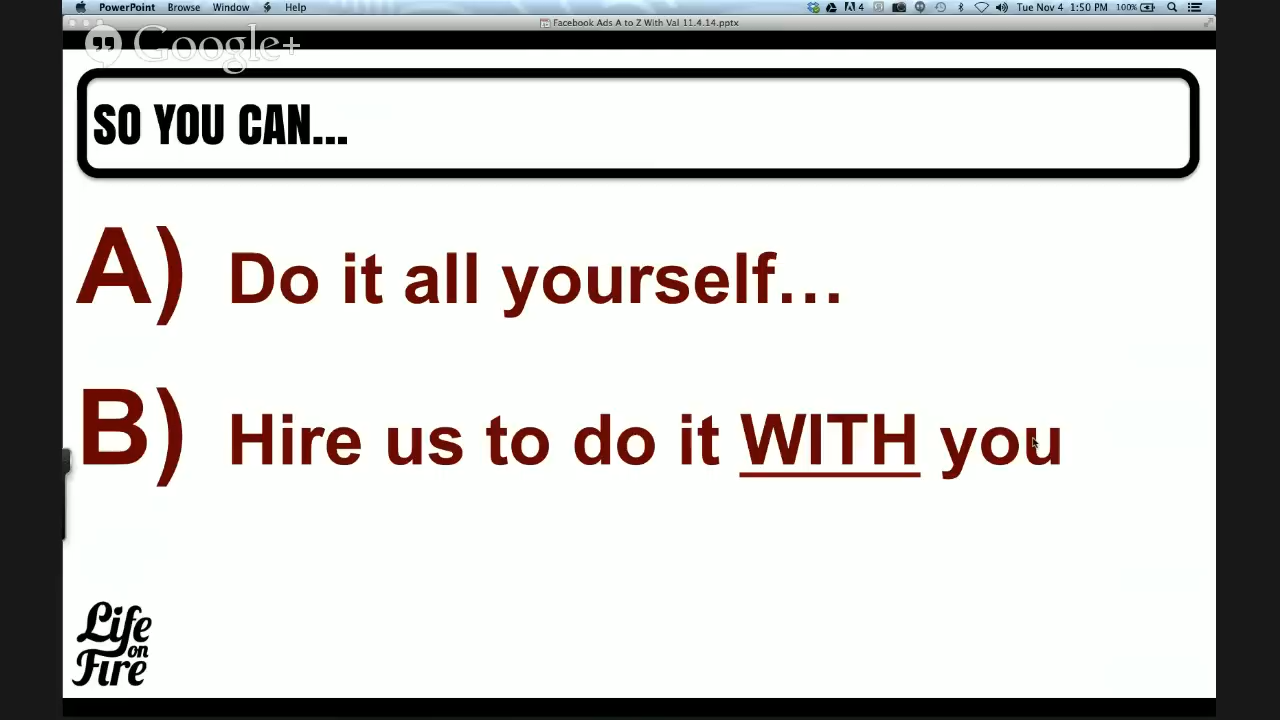 PowerPoint Browse Window Help 4 Tue Nov 4 1:50 PM 100%
Facebook Ads A to Z With Val 11.4.14.pptx
Google+
SO YOU CAN...
A) Do it all yourself…
B) Hire us to do it WITH you
Life
on
Fire